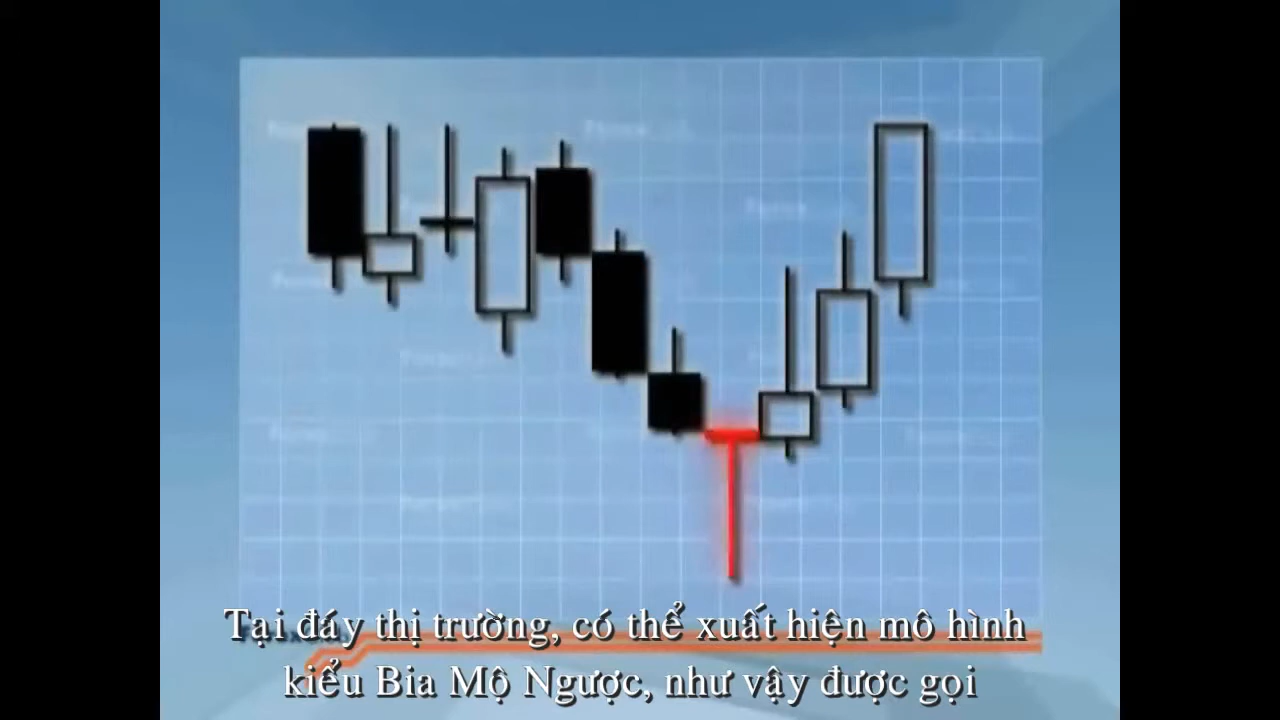 Tại đáy thị trường, có thể xuất hiện mô hình
kiểu Bia Mộ Ngược, như vậy được gọi